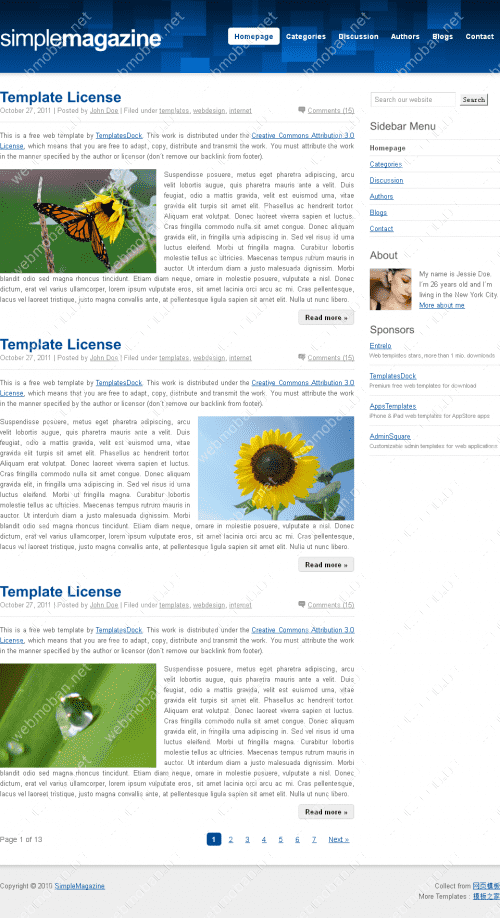 simplemagazine
Homepage Categories Discussion Authors Blogs Contact
Template License
October 27, 2011 | Posted by John Doe | Filed under templates, webdesign, internet
Comments (15)
This is a free web template by TemplatesDock. This work is distributed under the Creative Commons Attribution 3.0
License, which means that you are free to adapt, copy, distribute and transmit the work. You must attribute the work
in the manner specified by the author or licensor (don't remove our backlink from footer).
Suspendisse posuere, metus eget pharetra adipiscing, arcu
velit lobortis augue, quis pharetra mauris ante a velit. Duis
feugiat, odio a mattis gravida, velit est euismod urna, vitae
gravida elit turpis sit amet elit. Phasellus ac hendrerit tortor.
Aliquam erat volutpat. Donec laoreet viverra sapien et luctus.
Cras fringilla commodo nulla sit amet congue. Donec aliquam
gravida elit, in fringilla urna adipiscing in. Sed vel risus id urna
luctus eleifend. Morbi ut fringilla magna. Curabitur lobortis
molestie tellus ac ultricies. Maecenas tempus rutrum mauris in
auctor. Ut interdum diam a justo malesuada dignissim. Morbi
blandit odio sed magna rhoncus tincidunt. Etiam diam neque, ornare in molestie posuere, vulputate a nisl. Donec
dictum, erat vel varius ullamcorper, lorem ipsum vulputate eros, sit amet lacinia orci arcu ac mi. Cras lectus leo,
lacus vel laoreet tristique, justo magna convallis ante, at pellentesque ligula sapien sit amet elit. Nulla ut nunc libero.
Read more »
Template License
October 27, 2011 | Posted by John Doe | Filed under templates, webdesign, internet
Comments (15)
This is a free web template by TemplatesDock. This work is distributed under the Creative Commons Attribution 3.0
License, which means that you are free to adapt, copy, distribute and transmit the work. You must attribute the work
in the manner specified by the author or licensor (don't remove our backlink from footer).
Suspendisse posuere, metus eget pharetra adipiscing, arcu
velit lobortis augue, quis pharetra mauris ante a velit. Duis
feugiat, odio a mattis gravida, velit est euismod urna, vitae
gravida elit turpis sit amet elit. Phasellus ac hendrerit tortor.
Aliquam erat volutpat. Donec laoreet viverra sapien et luctus.
Cras fringilla commodo nulla sit amet congue. Donec aliquam
gravida elit, in fringilla urna adipiscing in. Sed vel risus id urna
luctus eleifend. Morbi ut fringilla magna. Curabitur lobortis
molestie tellus ac ultricies. Maecenas tempus rutrum mauris in
auctor. Ut interdum diam a justo malesuada dignissim. Morbi
blandit odio sed magna rhoncus tincidunt. Etiam diam neque, ornare in molestie posuere, vulputate a nisl. Donec
dictum, erat vel varius ullamcorper, lorem ipsum vulputate eros, sit amet lacinia orci arcu ac mi. Cras lectus leo,
lacus vel laoreet tristique, justo magna convallis ante, at pellentesque ligula sapien sit amet elit. Nulla ut nunc libero.
Read more »
Template License
October 27, 2011 | Posted by John Doe | Filed under templates, webdesign, internet
Comments (15)
This is a free web template by TemplatesDock. This work is distributed under the Creative Commons Attribution 3.0
License, which means that you are free to adapt, copy, distribute and transmit the work. You must attribute the work
in the manner specified by the author or licensor (don't remove our backlink from footer).
Suspendisse posuere, metus eget pharetra adipiscing, arcu
velit lobortis augue, quis pharetra mauris ante a velit. Duis
feugiat, odio a mattis gravida, velit est euismod urna, vitae
gravida elit turpis sit amet elit. Phasellus ac hendrerit tortor.
Aliquam erat volutpat. Donec laoreet viverra sapien et luctus.
Cras fringilla commodo nulla sit amet congue. Donec aliquam
gravida elit, in fringilla urna adipiscing in. Sed vel risus id urna
luctus eleifend. Morbi ut fringilla magna. Curabitur lobortis
molestie tellus ac ultricies. Maecenas tempus rutrum mauris in
auctor. Ut interdum diam a justo malesuada dignissim. Morbi
blandit odio sed magna rhoncus tincidunt. Etiam diam neque, ornare in molestie posuere, vulputate a nisl. Donec
dictum, erat vel varius ullamcorper, lorem ipsum vulputate eros, sit amet lacinia orci arcu ac mi. Cras lectus leo,
lacus vel laoreet tristique, justo magna convallis ante, at pellentesque ligula sapien sit amet elit. Nulla ut nunc libero.
Read more »
Page 1 of 13
1 2 3 4 5 6 7 Next »
Search our website Search
Sidebar Menu
Homepage
Categories
Discussion
Authors
Blogs
Contact
About
My name is Jessie Doe.
I'm 26 years old and I'm
living in the New York City.
More about me
Sponsors
Entrelo
Web templates stars, more than 1 mio. downloads
TemplatesDock
Premium free web templates for download
AppsTemplates
iPhone & iPad web templates for AppStore apps
AdminSquare
Customizable admin templates for web applications
Copyright © 2010 SimpleMagazine
Collect from 网页模板
More Templates : 模板之家
webmoban.net